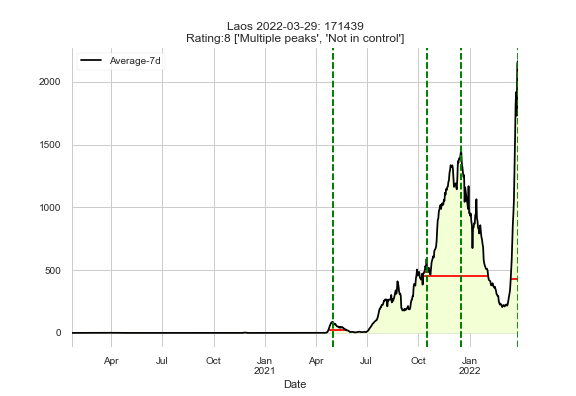 Laos 2022-03-29: 171439
Rating:8 ['Multiple peaks', 'Not in control']
Average-7d
2000
1500
1000
500
0
Apr Jul Oct Jan Apr Jul Oct Jan
2021 2022
Date